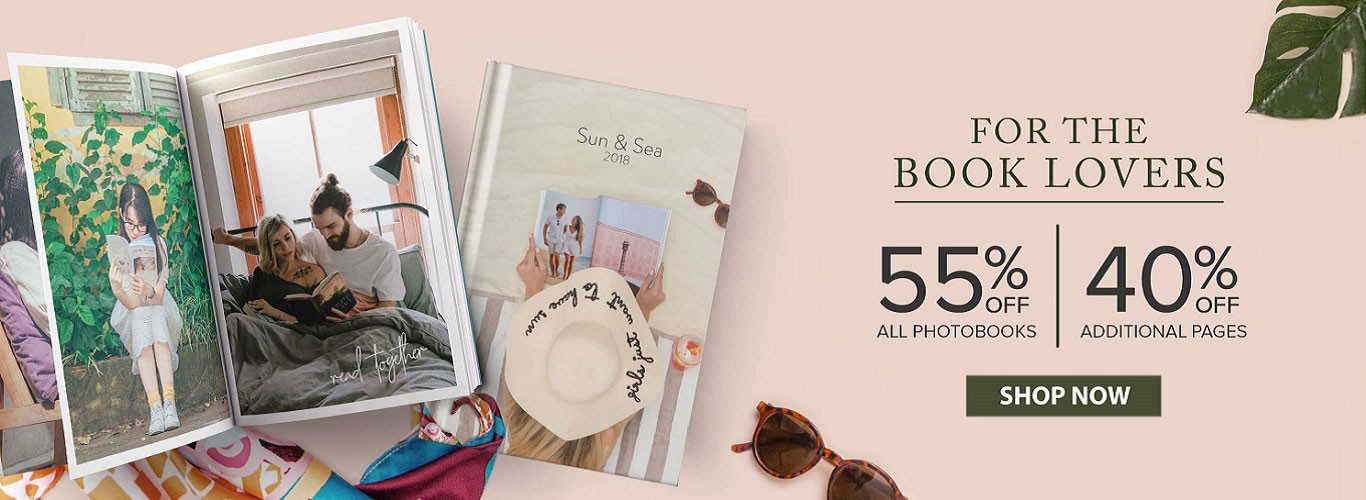 read together
Sun & Sea
2018
girls just want to have sun
FOR THE
BOOK LOVERS
55% OFF
ALL PHOTOBOOKS
40% OFF
ADDITIONAL PAGES
SHOP NOW